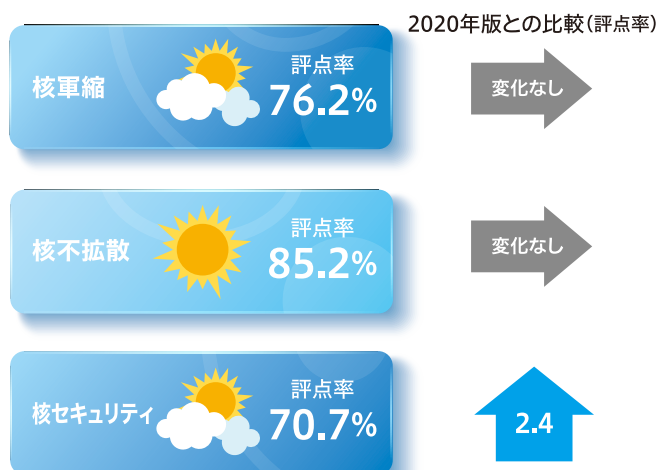 2020年版との比較(評点率)
核軍縮
評点率
76.2%
変化なし
核不拡散
評点率
85.2%
変化なし
核セキュリティ
評点率
70.7%
2.4